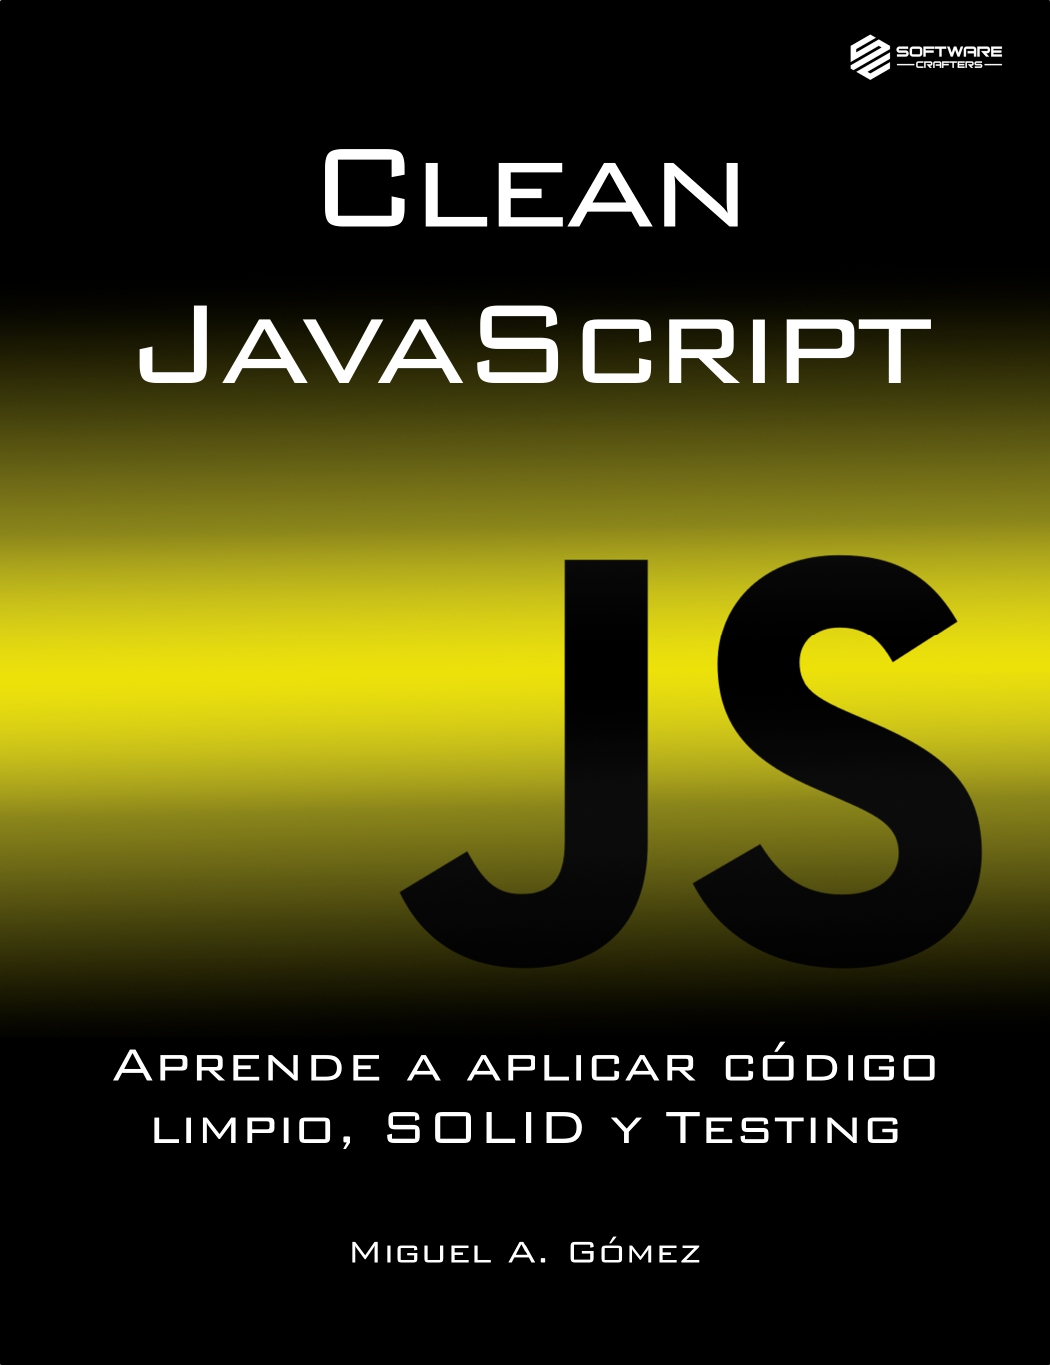 SOFTWARE
CRAFTERS
CLEAN
JAVASCRIPT
JS
APRENDE A APLICAR CÓDIGO
LIMPIO, SOLID Y TESTING
MIGUEL A. GÓMEZ